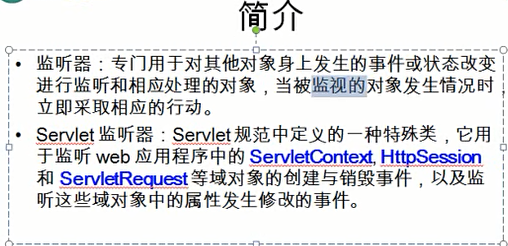 简介
• 监听器：专门用于对其他对象身上发生的事件或状态改变
进行监听和相应处理的对象，当被监视的对象发生情况时，
立即采取相应的行动。
• Servlet 监听器：Servlet 规范中定义的一种特殊类，它用
于监听 web 应用程序中的 ServletContext, HttpSession
和 ServletRequest 等域对象的创建与销毁事件，以及监
听这些域对象中的属性发生修改的事件。